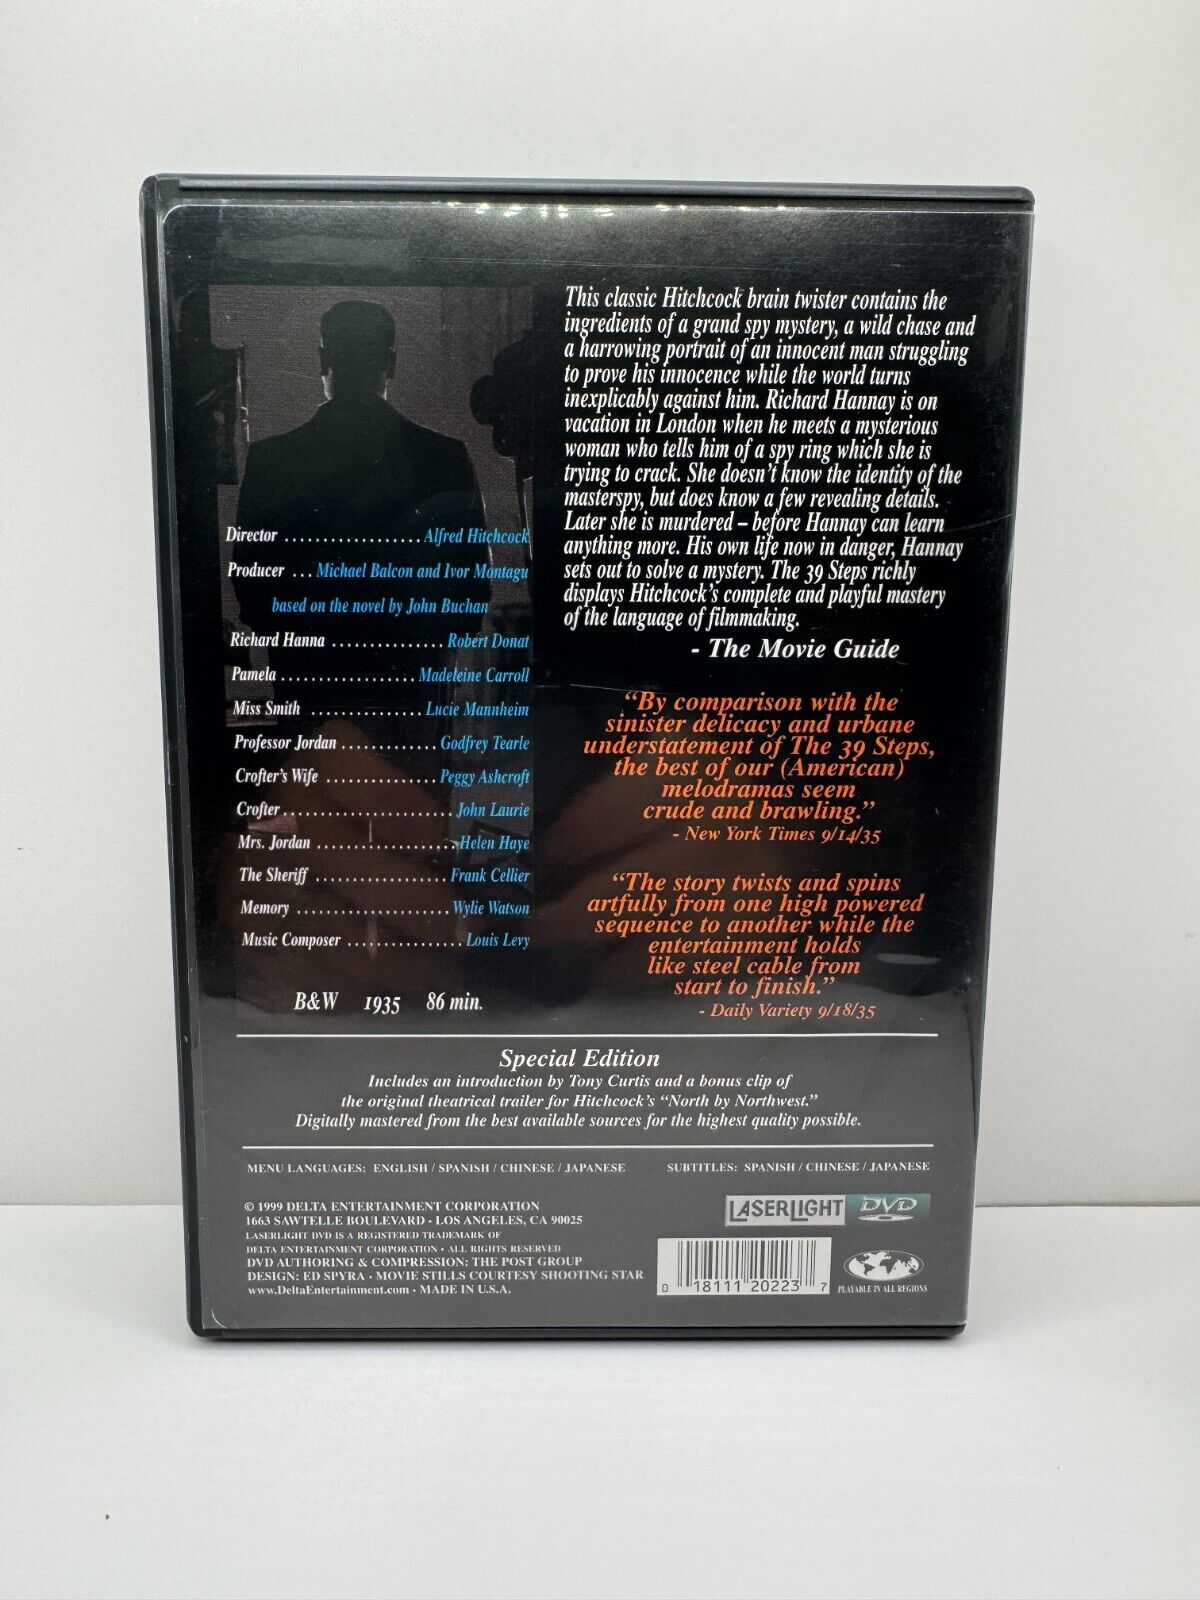 This classic Hitchcock brain twister contains the
ingredients of a grand spy mystery, a wild chase and
a harrowing portrait of an innocent man struggling
to prove his innocence while the world turns
inexplicably against him. Richard Hannay is on
vacation in London when he meets a mysterious
woman who tells him of a spy ring which she is
trying to crack. She doesn't know the identity of the
masterspy, but does know a few revealing details.
Later she is murdered – before Hannay can learn
anything more. His own life now in danger, Hannay
sets out to solve a mystery. The 39 Steps richly
displays Hitchcock's complete and playful mastery
of the language of filmmaking.
- The Movie Guide
Director .................. Alfred Hitchcock
Producer ... Michael Balcon and Ivor Montagu
based on the novel by John Buchan
Richard Hanna ............... Robert Donat
Pamela .................. Madeleine Carroll
Miss Smith ............... Lucie Mannheim
Professor Jordan ............. Godfrey Tearle
Crofter's Wife ............... Peggy Ashcroft
Crofter ....................... John Laurie
Mrs. Jordan ................... Helen Haye
The Sheriff .................. Frank Cellier
Memory ..................... Wylie Watson
Music Composer ................ Louis Levy
B&W 1935 86 min.
"By comparison with the
sinister delicacy and urbane
understatement of The 39 Steps,
the best of our (American)
melodramas seem
crude and brawling."
- New York Times 9/14/35
"The story twists and spins
artfully from one high powered
sequence to another while the
entertainment holds
like steel cable from
start to finish."
- Daily Variety 9/18/35
Special Edition
Includes an introduction by Tony Curtis and a bonus clip of
the original theatrical trailer for Hitchcock's "North by Northwest."
Digitally mastered from the best available sources for the highest quality possible.
MENU LANGUAGES: ENGLISH / SPANISH / CHINESE / JAPANESE SUBTITLES: SPANISH / CHINESE / JAPANESE
© 1999 DELTA ENTERTAINMENT CORPORATION
1663 SAWTELLE BOULEVARD • LOS ANGELES, CA 90025
LASERLIGHT DVD IS A REGISTERED TRADEMARK OF
DELTA ENTERTAINMENT CORPORATION • ALL RIGHTS RESERVED
DVD AUTHORING & COMPRESSION: THE POST GROUP
DESIGN: ED SPYRA • MOVIE STILLS COURTESY SHOOTING STAR
www.DeltaEntertainment.com • MADE IN U.S.A.
LASERLIGHT DVD
0 18111 20223 7
PLAYABLE IN ALL REGIONS